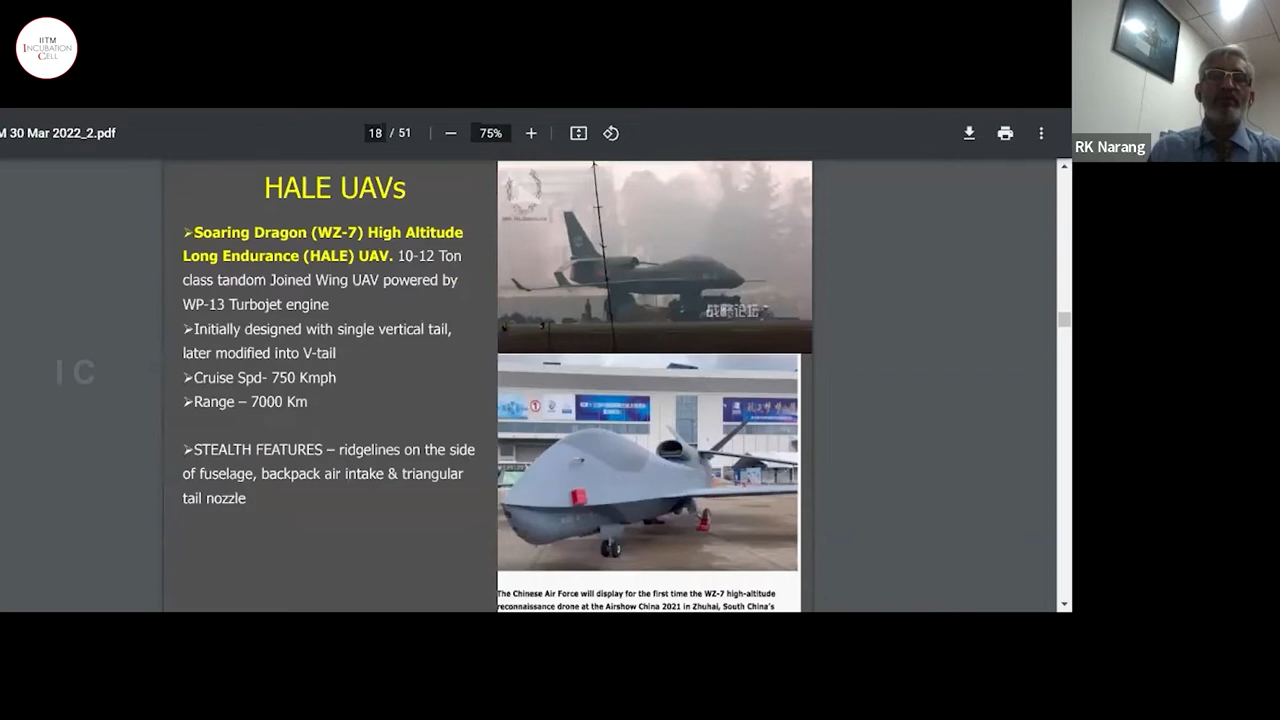 IITM
INCUBATION
CELL
M 30 Mar 2022_2.pdf
18 / 51
75%
RK Narang
HALE UAVs
➢Soaring Dragon (WZ-7) High Altitude
Long Endurance (HALE) UAV. 10-12 Ton
class tandom Joined Wing UAV powered by
WP-13 Turbojet engine
➢Initially designed with single vertical tail,
later modified into V-tail
➢Cruise Spd- 750 Kmph
➢Range – 7000 Km
➢STEALTH FEATURES – ridgelines on the side
of fuselage, backpack air intake & triangular
tail nozzle
战略论坛
I C
The Chinese Air Force will display for the first time the WZ-7 high-altitude
reconnaissance drone at the Airshow China 2021 in Zhuhai, South China's